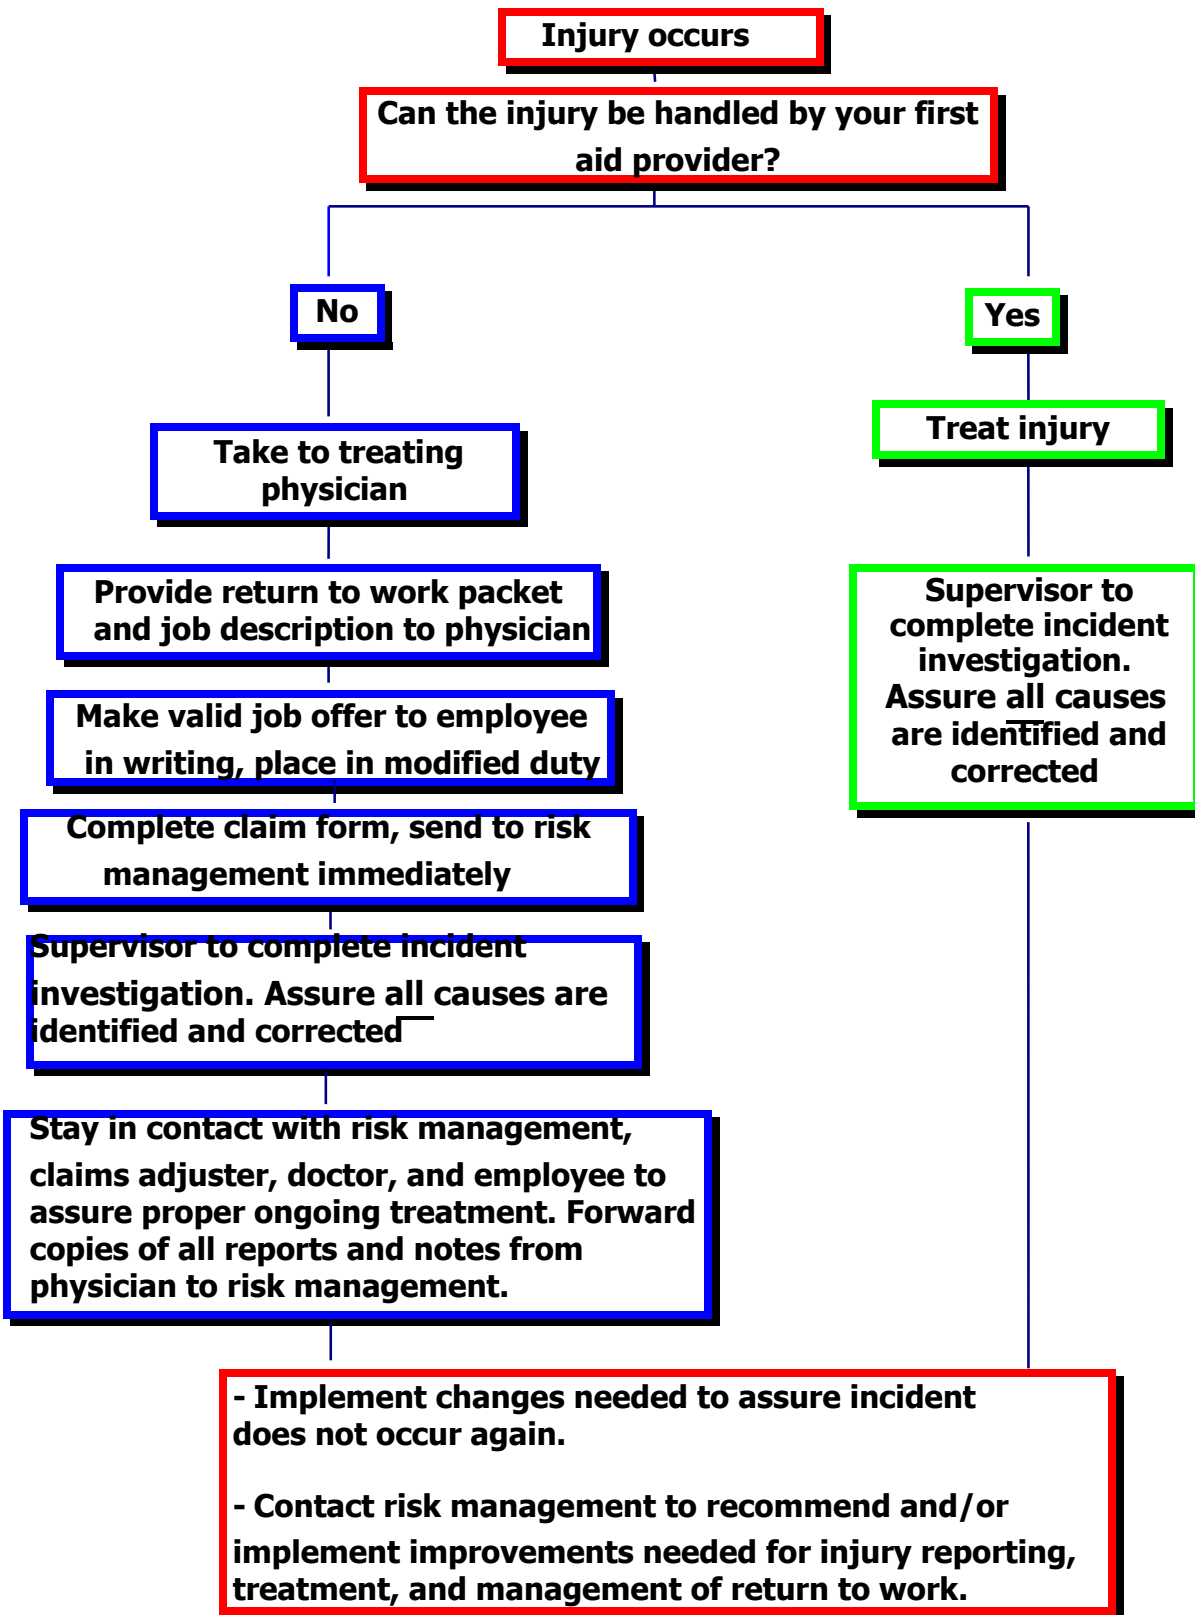 Injury occurs
Can the injury be handled by your first
aid provider?
No
Yes
Take to treating
physician
Treat injury
Provide return to work packet
and job description to physician
Make valid job offer to employee
in writing, place in modified duty
Complete claim form, send to risk
management immediately
Supervisor to complete incident
investigation. Assure all causes are
identified and corrected
Stay in contact with risk management,
claims adjuster, doctor, and employee to
assure proper ongoing treatment. Forward
copies of all reports and notes from
physician to risk management.
Supervisor to
complete incident
investigation.
Assure all causes
are identified and
corrected
- Implement changes needed to assure incident
does not occur again.
- Contact risk management to recommend and/or
implement improvements needed for injury reporting,
treatment, and management of return to work.